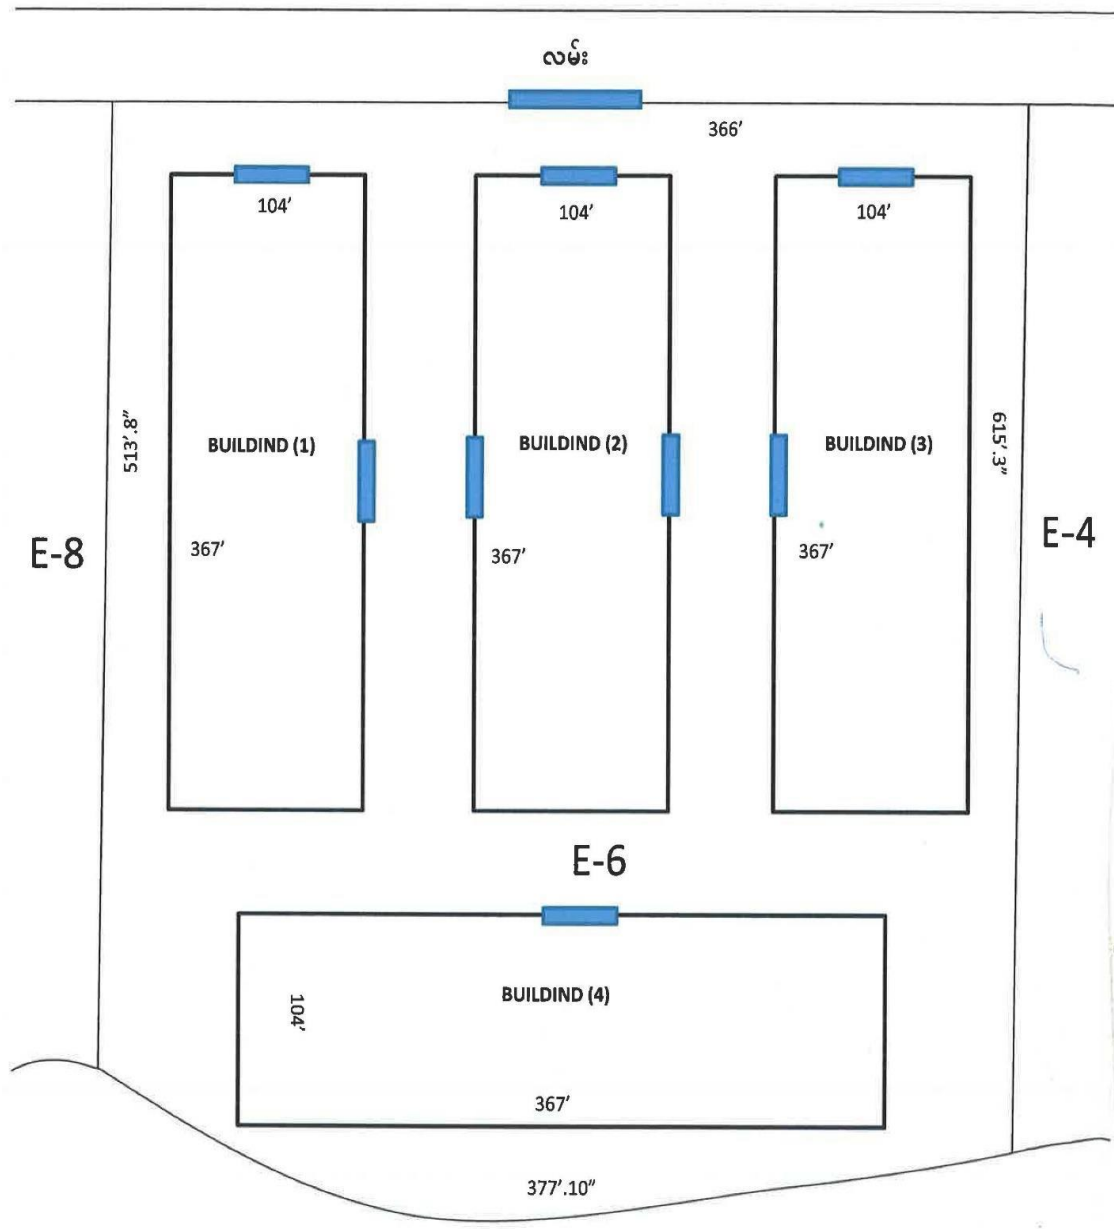 လမ်း
366'
104'
104'
104'
513'.8"
BUILDIND (1)
BUILDIND (2)
BUILDIND (3)
615'.3"
E-8
367'
367'
367'
E-4
E-6
BUILDIND (4)
104'
367'
377'.10"